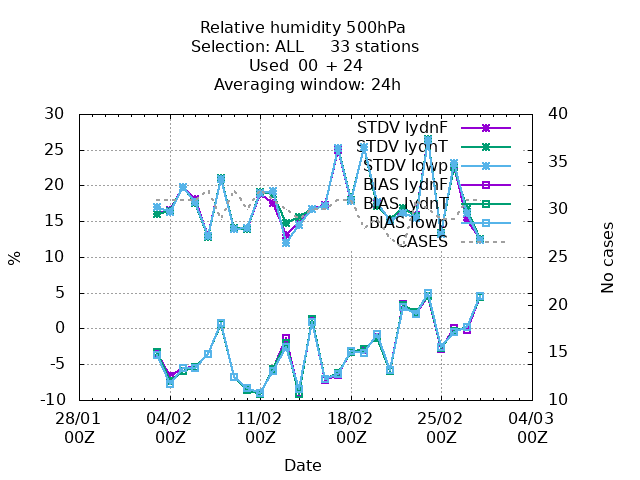 Relative humidity 500hPa
Selection: ALL 33 stations
Used 00 + 24
Averaging window: 24h
30
25
20
15
10
5
0
-5
-10
%
40
35
30
25
20
15
10
No cases
STDV lydnF
STDV lydnT
STDV lowp
BIAS lydnF
BIAS lydnT
BIAS lowp
CASES
28/01 04/02 11/02 18/02 25/02 04/03
00Z 00Z 00Z 00Z 00Z 00Z
Date